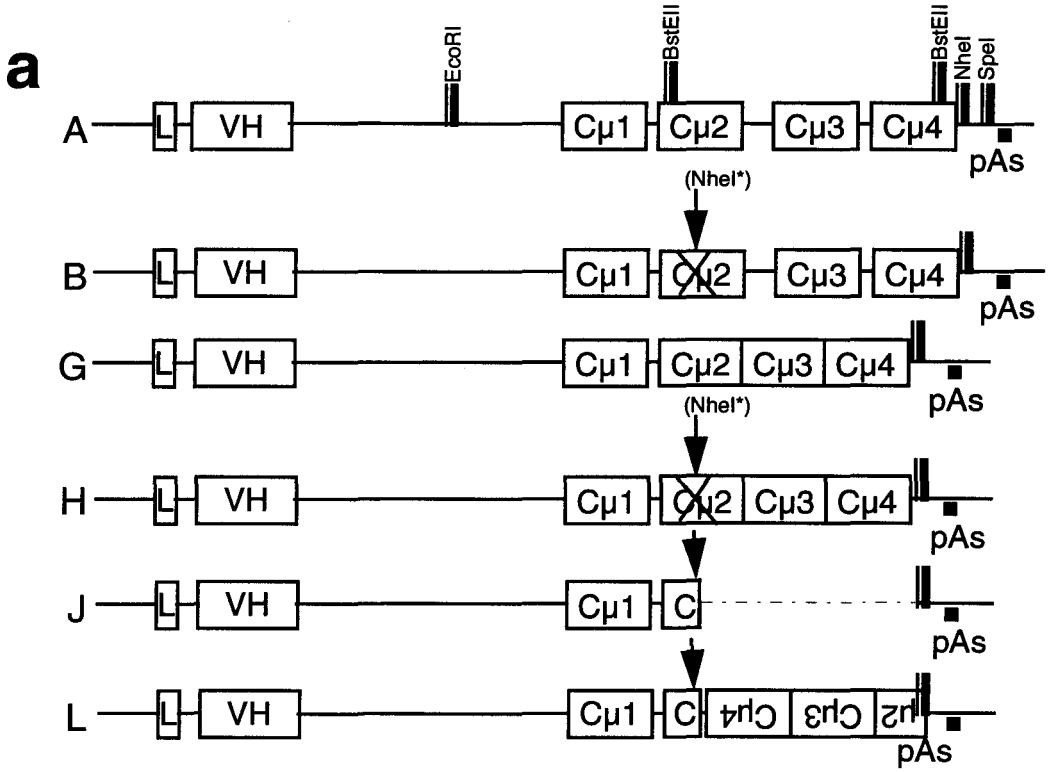 a
EcoRI BstEII BstEII NheI SpeI
A L VH Cμ1 Cμ2 Cμ3 Cμ4
pAs
(NheI*)
B L VH Cμ1 Cμ2 Cμ3 Cμ4
pAs
G L VH Cμ1 Cμ2 Cμ3 Cμ4
pAs
(NheI*)
H L VH Cμ1 Cμ2 Cμ3 Cμ4
pAs
J L VH Cμ1 C
pAs
L L VH Cμ1 C Cμ4 Cμ3 μ2
pAs